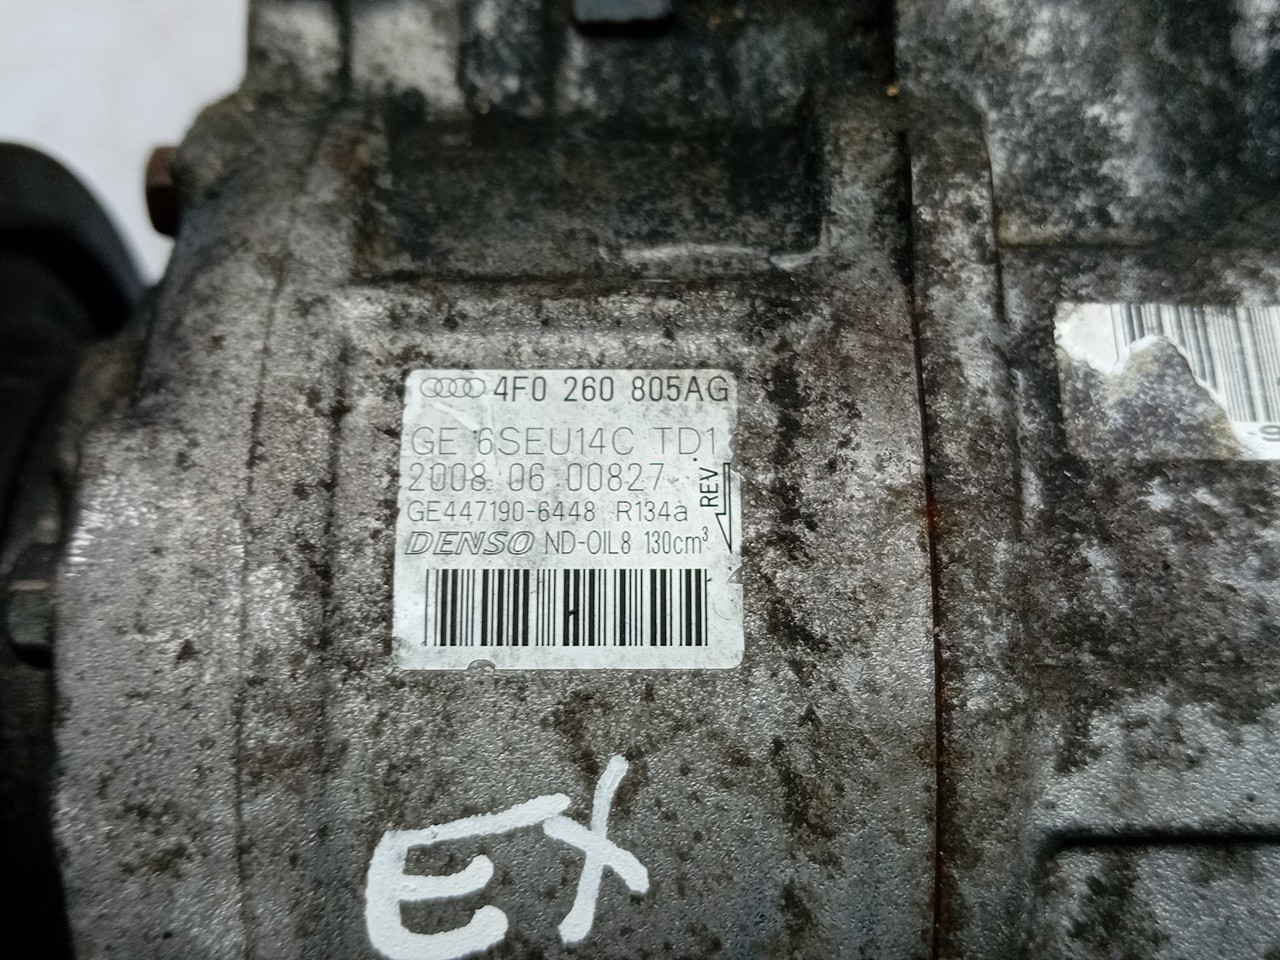 4F0 260 805AG
GE 6SEU14C TD1
2008 06 00827
GE447190-6448 R134a
REV.
DENSO ND-OIL8 130cm³
EX